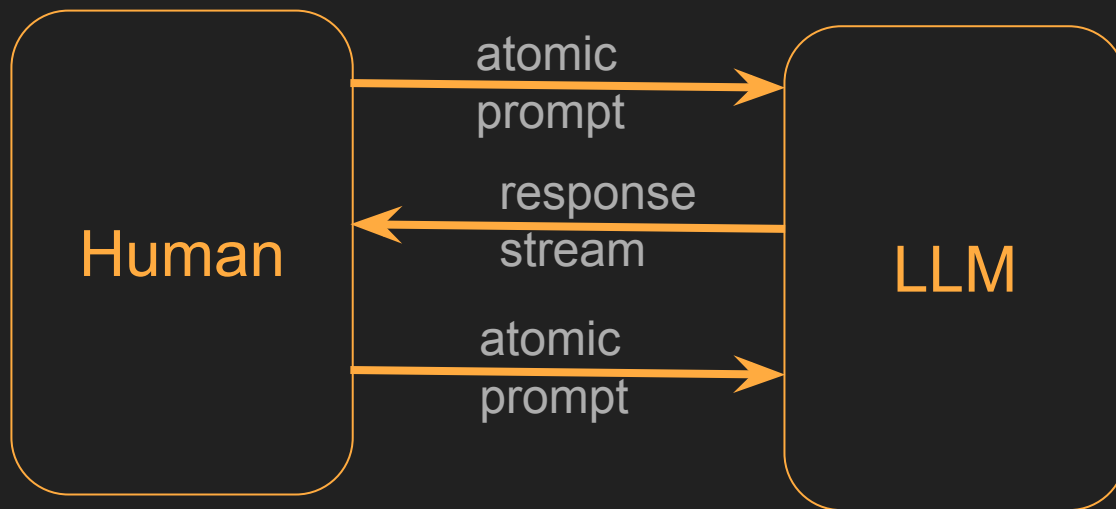 atomic
prompt
response
stream
Human
LLM
atomic
prompt